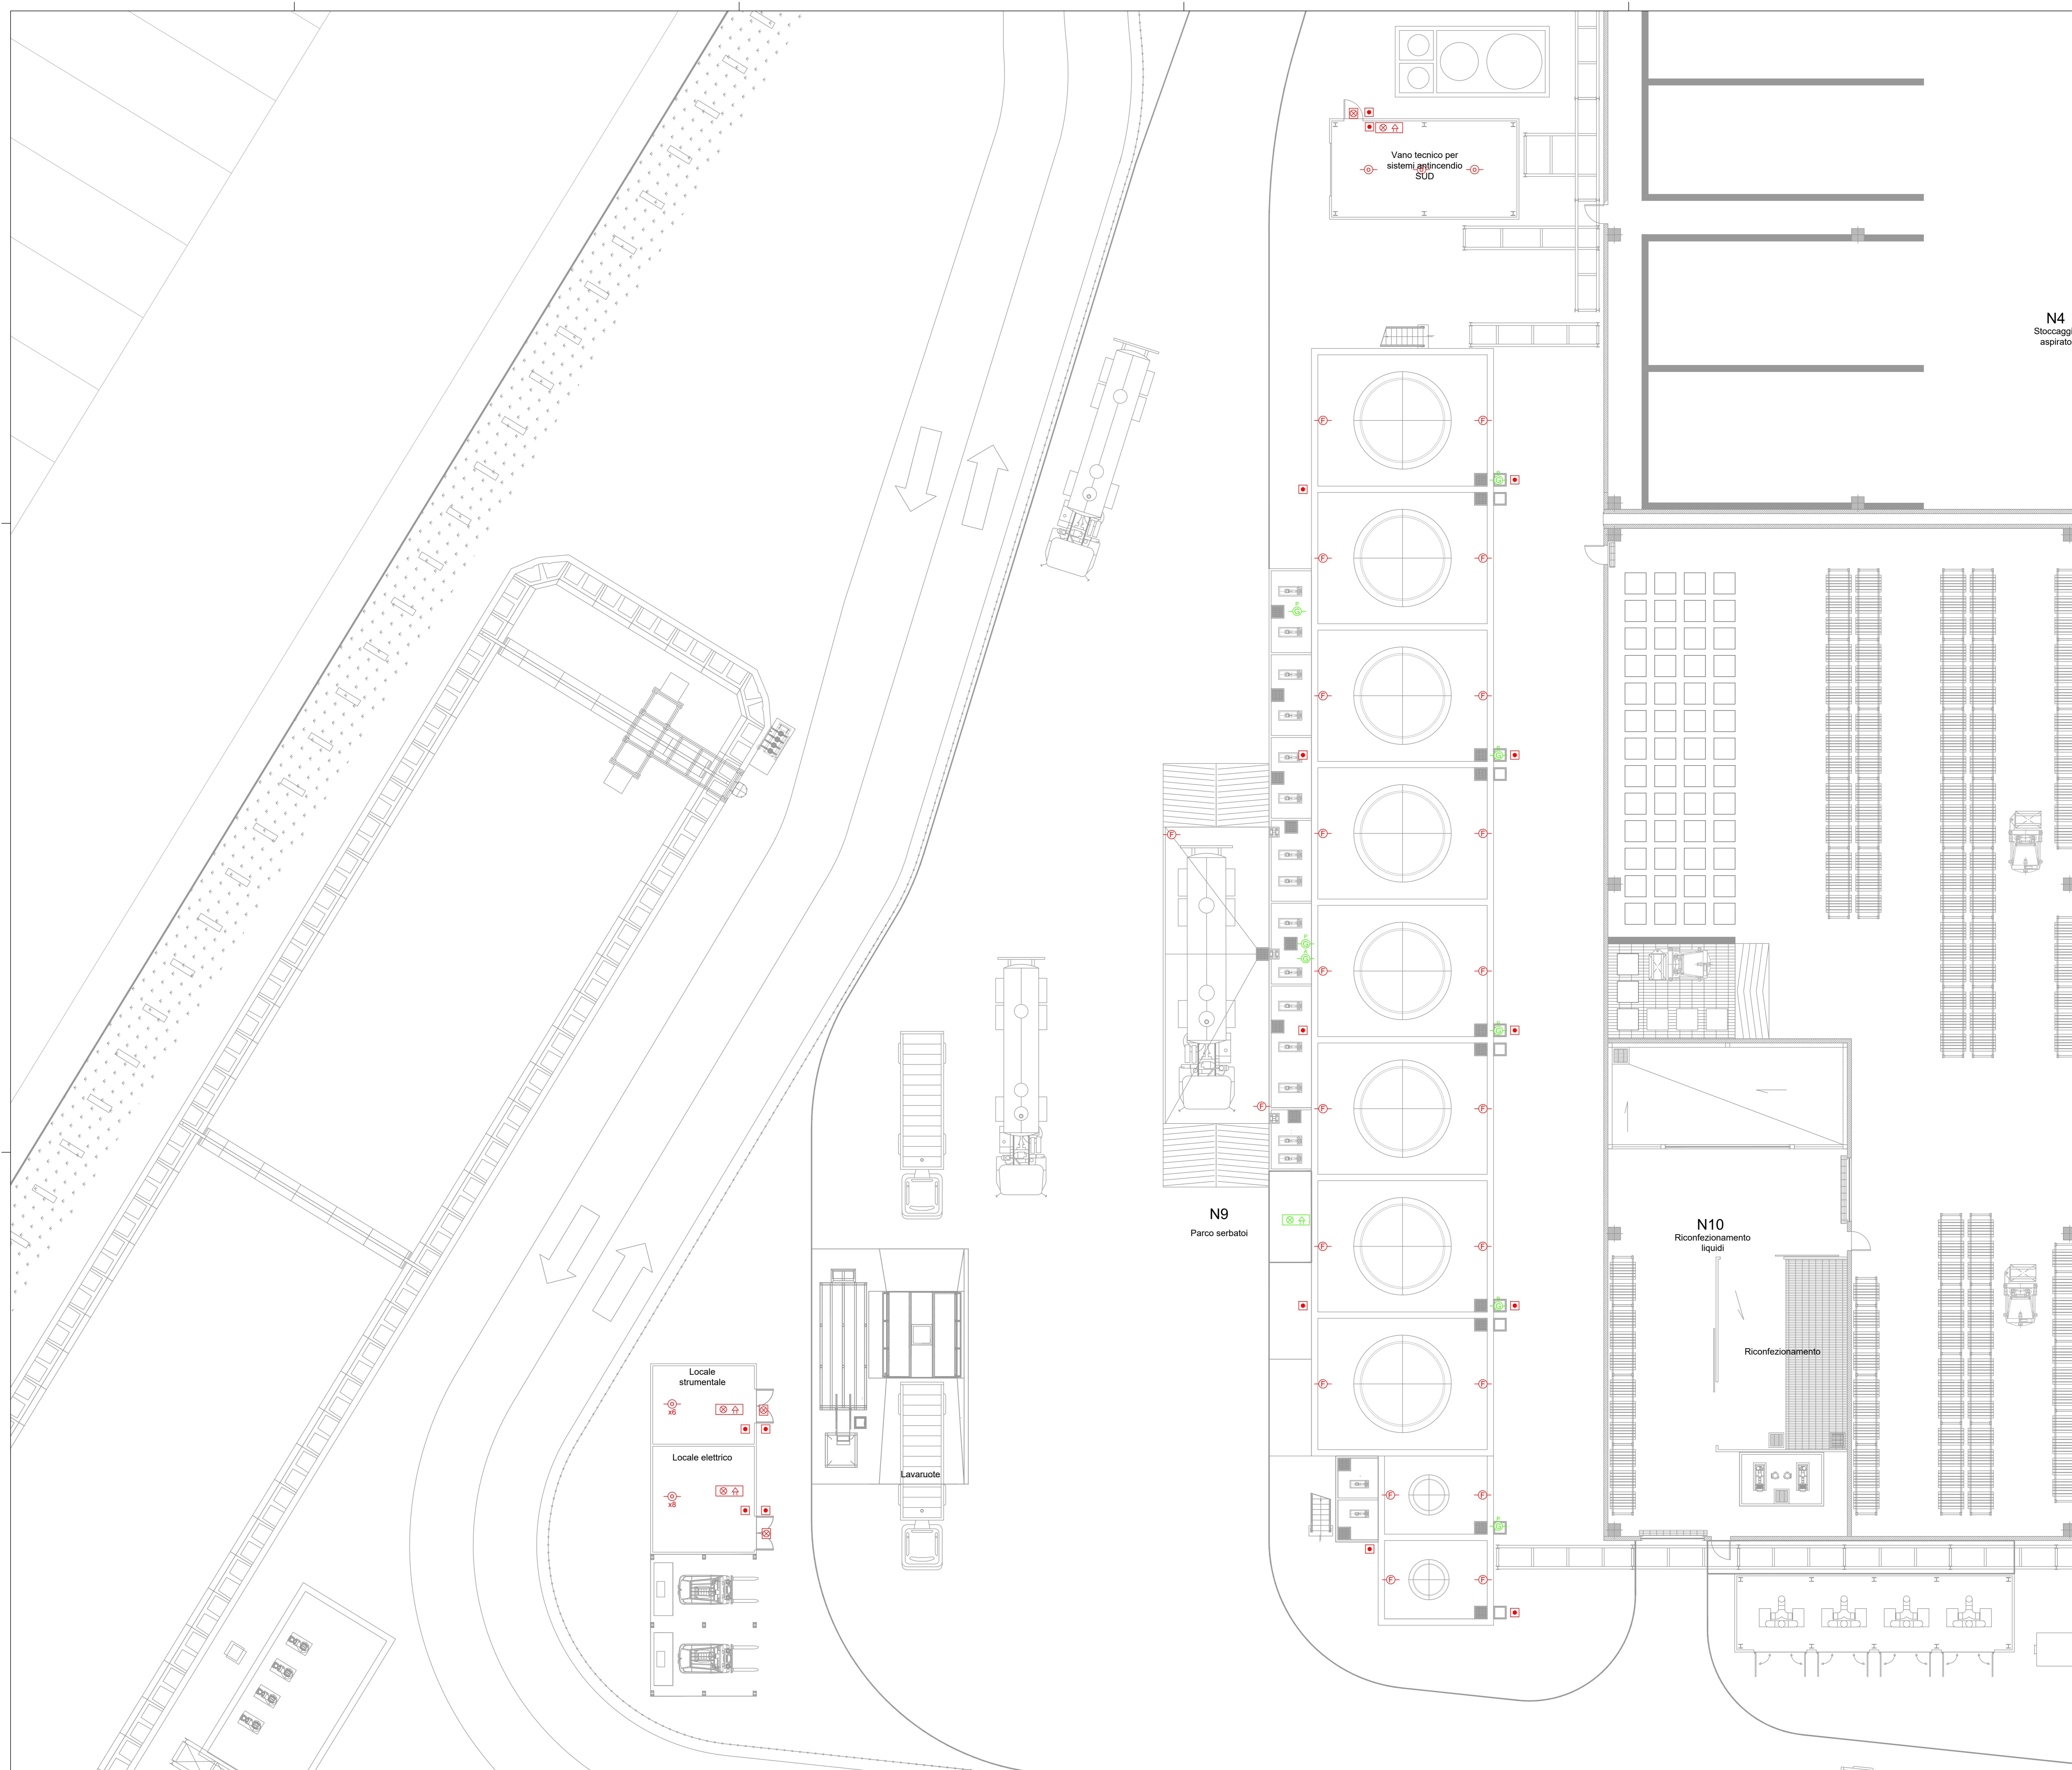 Vano tecnico per
sistemi antincendio
SUD
N4
Stoccaggi
aspirato
F
F
F
F
G
F
F
G
F
F
G
F
F
F
G
G
F
F
G
F
F
F
N9
Parco serbatoi
F
F
G
N10
Riconfezionamento
liquidi
Riconfezionamento
F
F
Locale
strumentale
x6
Locale elettrico
x8
Lavaruote
F
F
G
F
F